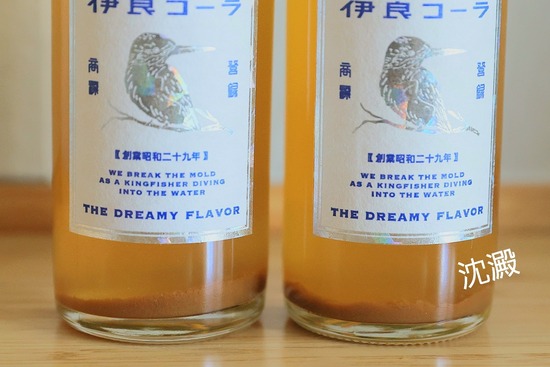 伊良コーラ
商標
登録
【創業昭和二十九年】
WE BREAK THE MOLD
AS A KINGFISHER DIVING
INTO THE WATER
THE DREAMY FLAVOR
伊良コーラ
商標
登録
【創業昭和二十九年】
WE BREAK THE MOLD
AS A KINGFISHER DIVING
INTO THE WATER
THE DREAMY FLAVOR
沈澱